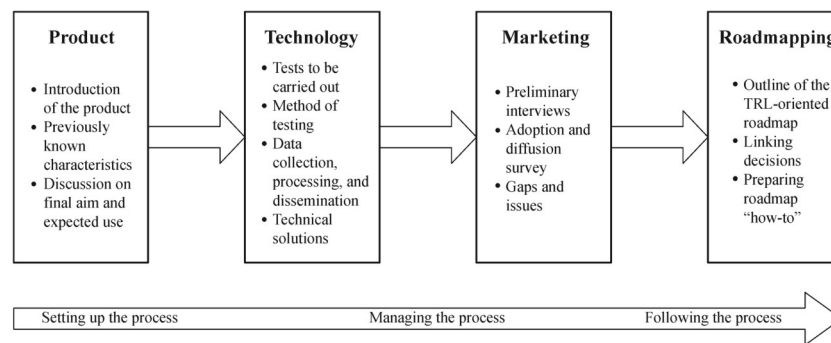 Product
• Introduction
of the product
• Previously
known
characteristics
• Discussion on
final aim and
expected use
Technology
• Tests to be
carried out
• Method of
testing
• Data
collection,
processing, and
dissemination
• Technical
solutions
Marketing
• Preliminary
interviews
• Adoption and
diffusion
survey
• Gaps and
issues
Roadmapping
• Outline of the
TRL-oriented
roadmap
• Linking
decisions
• Preparing
roadmap
“how-to”
Setting up the process
Managing the process
Following the process